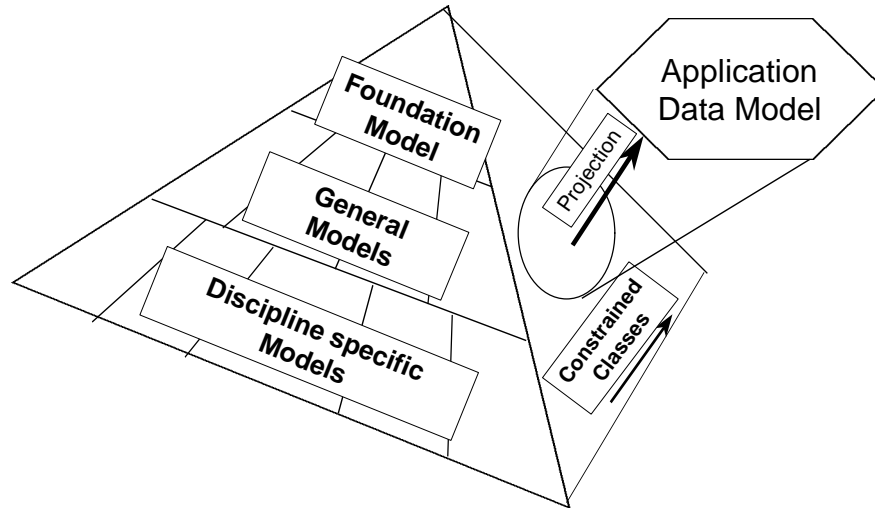 Foundation
Model
General
Models
Discipline specific
Models
Application
Data Model
Projection
Constrained
Classes